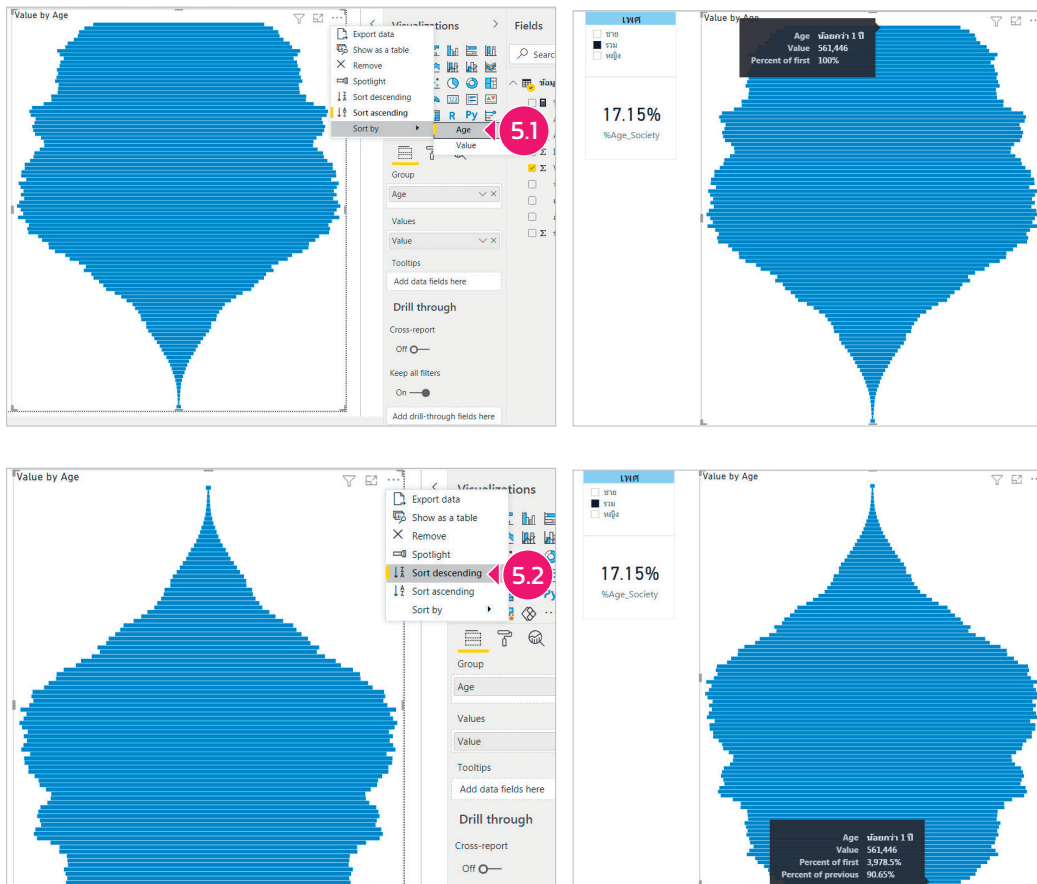 Value by Age
Export data
Show as a table
Remove
Spotlight
Sort descending
Sort ascending
Sort by
Age
Value
5.1
Visualizations
Fields
R Py
Group
Age
Values
Value
Tooltips
Add data fields here
Drill through
Cross-report
Off
Keep all filters
On
Add drill-through fields here
เพศ
ชาย
รวม
หญิง
17.15%
%Age_Society
Value by Age
Age น้อยกว่า 1 ปี
Value 561,446
Percent of first 100%
Value by Age
Export data
Show as a table
Remove
Spotlight
Sort descending
Sort ascending
Sort by
5.2
Visualizations
Group
Age
Values
Value
Tooltips
Add data fields here
Drill through
Cross-report
Off
เพศ
ชาย
รวม
หญิง
17.15%
%Age_Society
Value by Age
Age น้อยกว่า 1 ปี
Value 561,446
Percent of first 3,978.5%
Percent of previous 90.65%